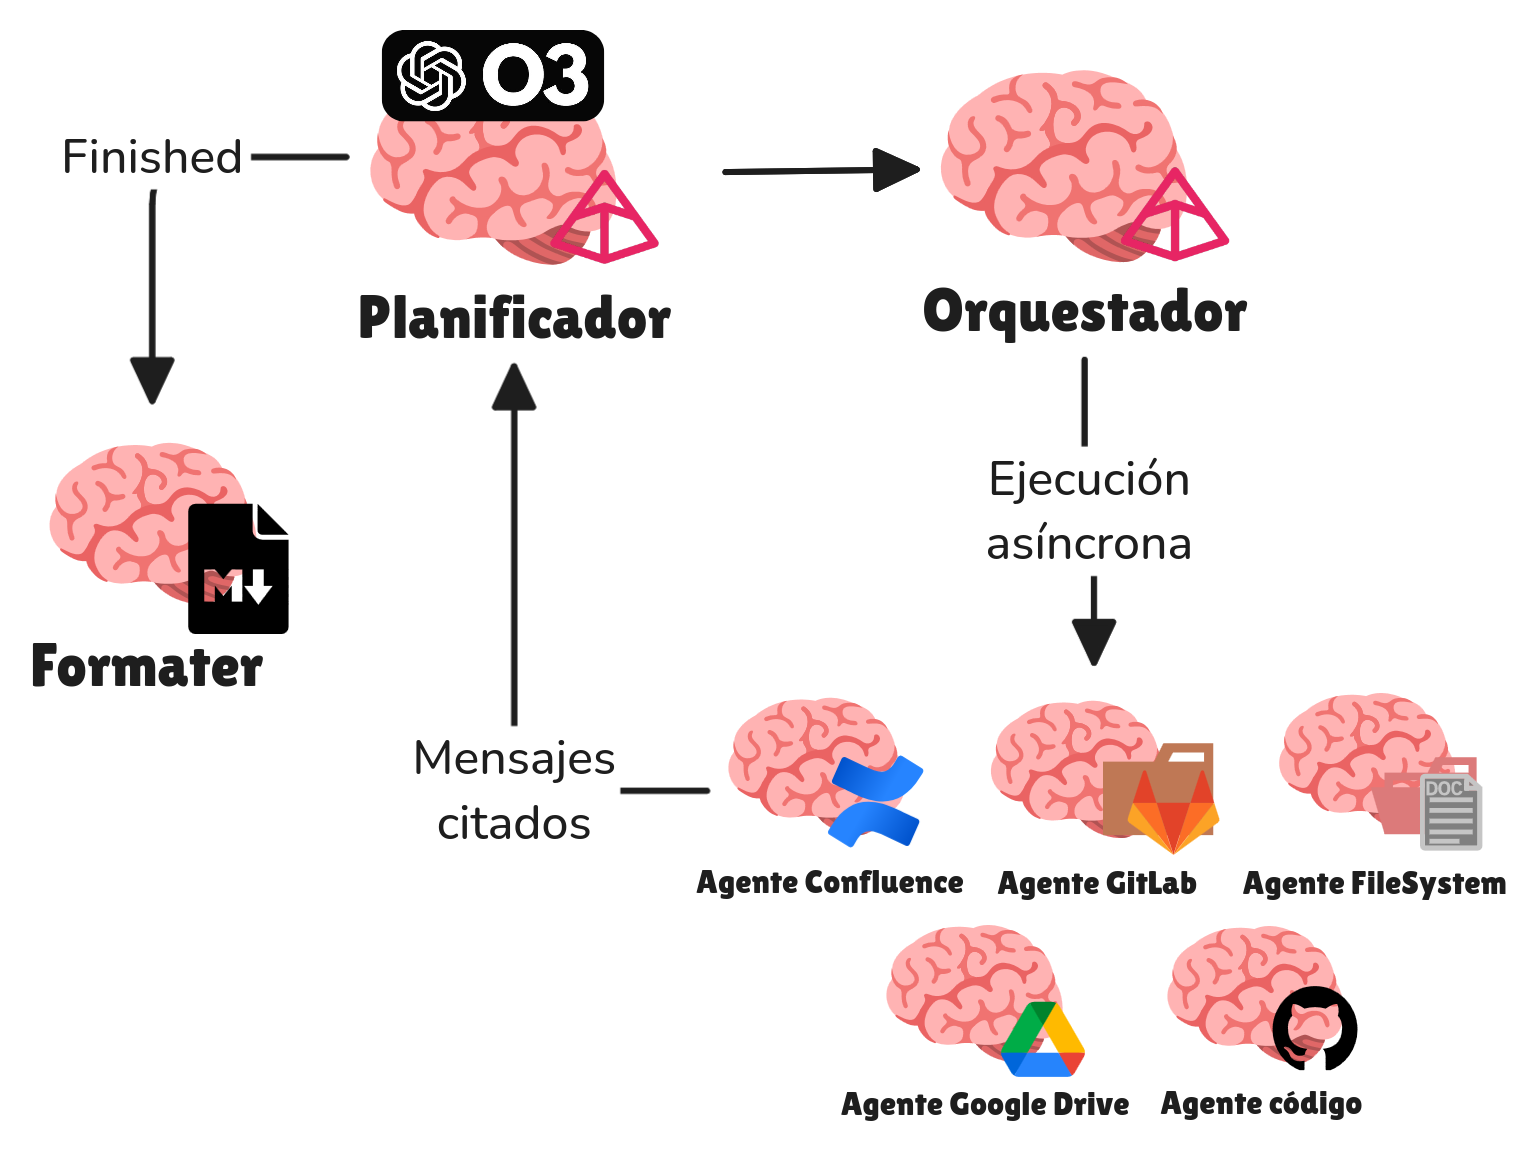 O3
Finished
Planificador
Orquestador
Ejecución
asíncrona
M
Formater
Mensajes
citados
DOC
Agente Confluence
Agente GitLab
Agente FileSystem
Agente Google Drive
Agente código